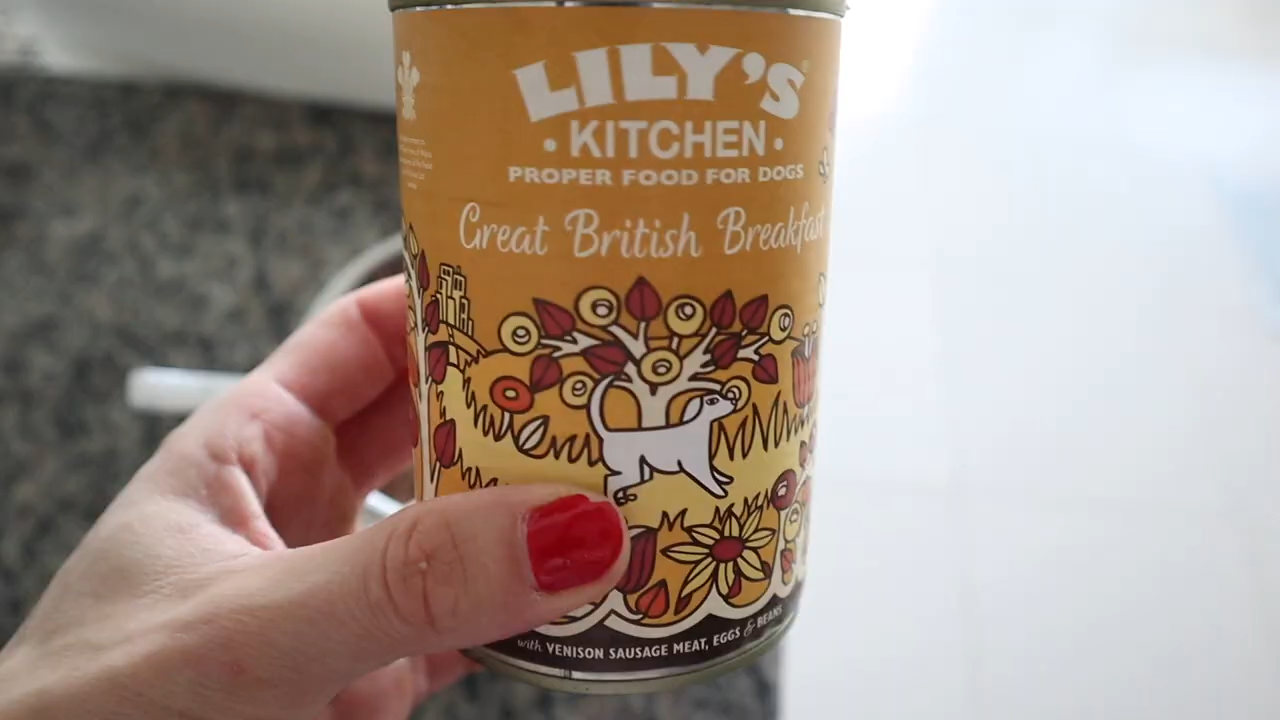 LILY'S
• KITCHEN •
PROPER FOOD FOR DOGS
Great British Breakfast
with VENISON SAUSAGE MEAT, EGGS & BEANS